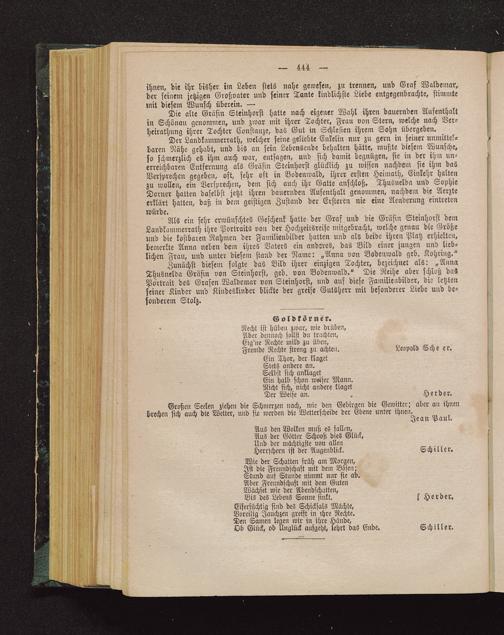 — 444 —
ihnen, die ihr bisher im Leben stets nahe gewesen, zu trennen, und Graf Waldemar,
der seinem jetzigen Großvater und seiner Tante kindlichste Liebe entgegenbrachte, stimmte
mit diesem Wunsch überein. —
Die alte Gräfin Steinhorst hatte nach eigener Wahl ihren dauernden Aufenthalt
in Schönau genommen, und zwar mit ihrer Tochter, Frau von Stern, welche nach Ver-
heirathung ihrer Tochter Constanze, das Gut in Schlesien ihrem Sohn übergeben.
Der Landkammerrath, welcher seine geliebte Enkelin nur zu gern in seiner unmittel-
baren Nähe gehabt, und bis an sein Lebensende behalten hätte, mußte diesem Wunsche,
so schmerzlich es ihm auch war, entsagen, und sich damit begnügen, sie in der ihm un-
erreichbaren Entfernung als Gräfin Steinhorst glücklich zu wissen nachdem sie ihm das
Versprechen gegeben, oft, sehr oft in Bodenwald, ihrer ersten Heimath, Einkehr halten
zu wollen, ein Versprechen, dem sich auch ihr Gatte anschloß. Thusnelda und Sophie
Dorner hatten daselbst jetzt ihren dauernden Aufenthalt genommen, nachdem die Aerzte
erklärt hatten, daß in dem geistigen Zustand der Ersteren nie eine Aenderung eintreten
würde.
Als ein sehr erwünschtes Geschenk hatte der Graf und die Gräfin Steinhorst dem
Landkammerrath ihre Portraits von der Hochzeitsreise mitgebracht, welche genau die Größe
und die kostbaren Rahmen der Familienbilder hatten und als beide ihren Platz erhielten,
bemerkte Anna neben dem ihres Vaters ein anderes, das Bild einer jungen und lieb-
lichen Frau, und unter diesem stand der Name: „Anna von Bodenwald geb. Rohring.“
Zunächst diesem folgte das Bild ihrer einzigen Tochter, bezeichnet als: „Anna
Thusnelda Gräfin von Steinhorst, geb. von Bodenwald.“ Die Reihe aber schloß das
Portrait des Grafen Waldemar von Steinhorst, und auf diese Familienbilder, die letzten
seiner Kinder und Kindeskinder blickte der greise Gutsherr mit besonderer Liebe und be-
sonderem Stolz.
Goldkörner.
Recht ist hüben zwar, wie drüben,
Aber dennoch sollst du trachten,
Eig'ne Rechte mild zu üben,
Fremde Rechte streng zu achten.
Leopold Sche er.
Ein Thor, der klaget
Stets andere an.
Selbst sich anklaget
Ein halb schon weiser Mann.
Nicht sich, nicht andere klaget
Der Weise an.
Herder.
Großen Seelen ziehen die Schmerzen nach, wie den Gebirgen die Gewitter; aber an ihnen
brechen sich auch die Wetter, und sie werden die Wetterscheide der Ebene unter ihnen.
Jean Paul.
Aus den Wolken muß es fallen,
Aus der Götter Schooß dies Glück,
Und der mächtigste von allen
Herrschern ist der Augenblick.
Schiller.
Wie der Schatten früh am Morgen,
Ist die Freundschaft mit dem Bösen;
Stund auf Stunde nimmt nur sie ab.
Aber Freundschaft mit dem Guten
Wächset wie der Abendschatten,
Bis des Lebens Sonne sinkt.
Herder.
Eifersüchtig sind des Schicksals Mächte,
Voreilig Jauchzen greift in ihre Rechte.
Den Samen legen wir in ihre Hände,
Ob Glück, ob Unglück aufgeht, lehrt das Ende.
Schiller.